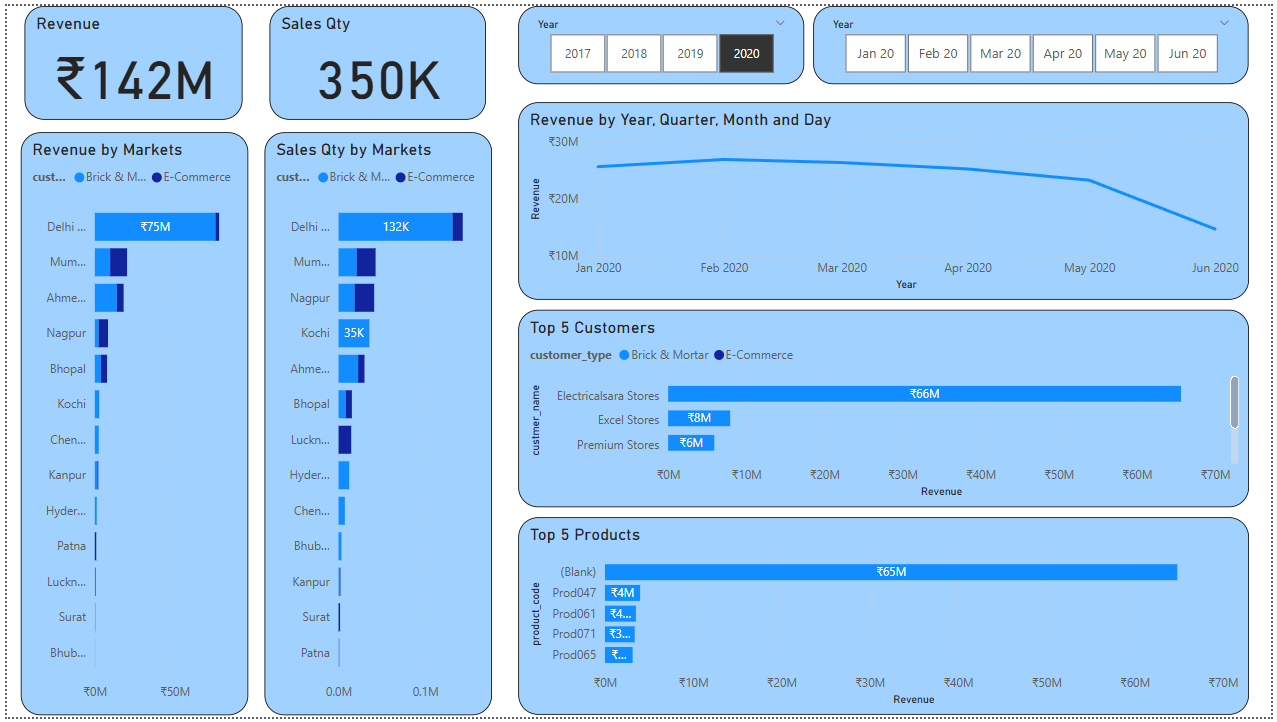 Revenue
₹142M
Sales Qty
350K
Year
2017 2018 2019 2020
Year
Jan 20 Feb 20 Mar 20 Apr 20 May 20 Jun 20
Revenue by Markets
cust... Brick & M... E-Commerce
Delhi ... ₹75M
Mum...
Ahme...
Nagpur
Bhopal
Kochi
Chen...
Kanpur
Hyder...
Patna
Luckn...
Surat
Bhub...
₹0M ₹50M
Sales Qty by Markets
cust... Brick & M... E-Commerce
Delhi ... 132K
Mum...
Nagpur
Kochi 35K
Ahme...
Bhopal
Luckn...
Hyder...
Chen...
Bhub...
Kanpur
Surat
Patna
0.0M 0.1M
Revenue by Year, Quarter, Month and Day
Revenue
₹30M
₹20M
₹10M
Jan 2020 Feb 2020 Mar 2020 Apr 2020 May 2020 Jun 2020
Year
Top 5 Customers
customer_type Brick & Mortar E-Commerce
custmer_name
Electricalsara Stores ₹66M
Excel Stores ₹8M
Premium Stores ₹6M
₹0M ₹10M ₹20M ₹30M ₹40M ₹50M ₹60M ₹70M
Revenue
Top 5 Products
product_code
(Blank) ₹65M
Prod047 ₹4M
Prod061 ₹4...
Prod071 ₹3...
Prod065 ₹...
₹0M ₹10M ₹20M ₹30M ₹40M ₹50M ₹60M ₹70M
Revenue